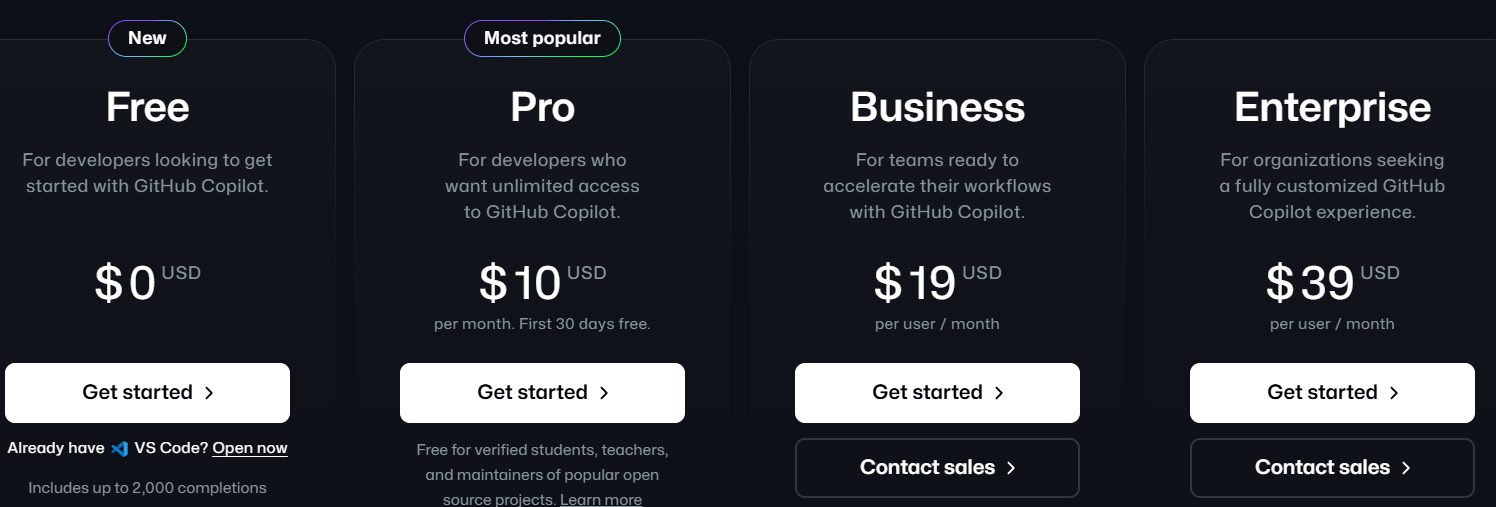 New
Free
For developers looking to get
started with GitHub Copilot.
$0 USD
Get started
Already have VS Code? Open now
Includes up to 2,000 completions
Most popular
Pro
For developers who
want unlimited access
to GitHub Copilot.
$10 USD
per month. First 30 days free.
Get started
Free for verified students, teachers,
and maintainers of popular open
source projects. Learn more
Business
For teams ready to
accelerate their workflows
with GitHub Copilot.
$19 USD
per user / month
Get started
Contact sales
Enterprise
For organizations seeking
a fully customized GitHub
Copilot experience.
$39 USD
per user / month
Get started
Contact sales